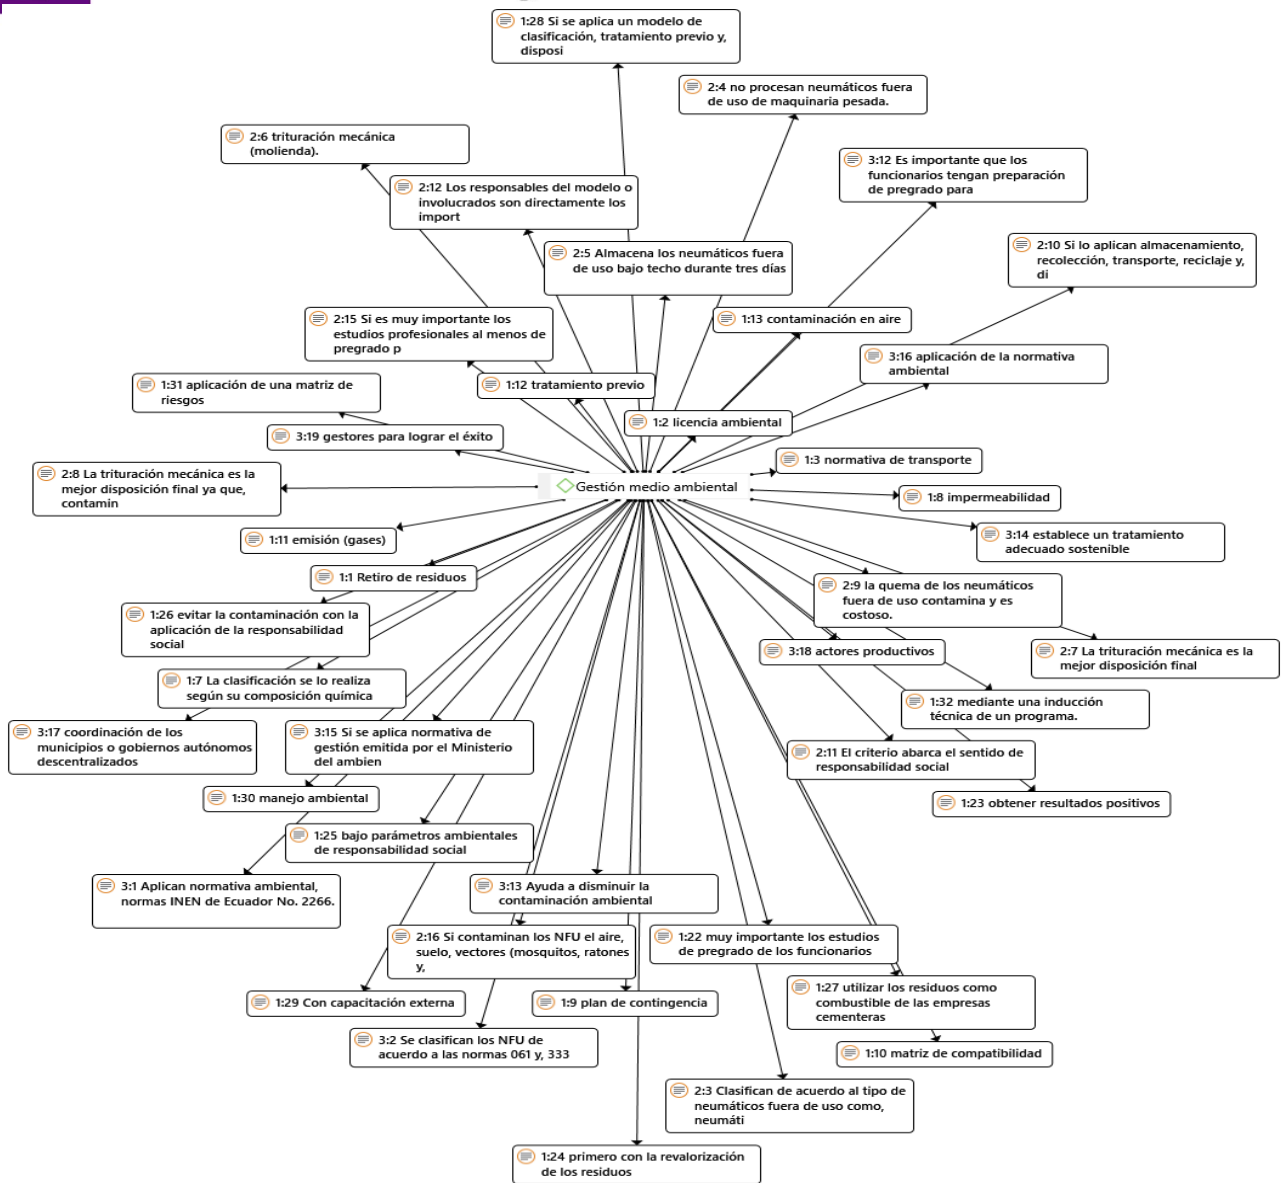 1:28 Si se aplica un modelo de
clasificación, tratamiento previo y,
disposi
2:4 no procesan neumáticos fuera
de uso de maquinaria pesada.
2:6 trituración mecánica
(molienda).
3:12 Es importante que los
funcionarios tengan preparación
de pregrado para
2:12 Los responsables del modelo o
involucrados son directamente los
import
2:10 Si lo aplican almacenamiento,
recolección, transporte, reciclaje y,
di
2:5 Almacena los neumáticos fuera
de uso bajo techo durante tres días
2:15 Si es muy importante los
estudios profesionales al menos de
pregrado p
1:13 contaminación en aire
3:16 aplicación de la normativa
ambiental
1:31 aplicación de una matriz de
riesgos
1:12 tratamiento previo
1:2 licencia ambiental
3:19 gestores para lograr el éxito
1:3 normativa de transporte
2:8 La trituración mecánica es la
mejor disposición final ya que,
contamin
Gestión medio ambiental
1:8 impermeabilidad
1:11 emisión (gases)
3:14 establece un tratamiento
adecuado sostenible
1:1 Retiro de residuos
2:9 la quema de los neumáticos
fuera de uso contamina y es
costoso.
1:26 evitar la contaminación con la
aplicación de la responsabilidad
social
3:18 actores productivos
2:7 La trituración mecánica es la
mejor disposición final
1:7 La clasificación se lo realiza
según su composición química
1:32 mediante una inducción
técnica de un programa.
3:17 coordinación de los
municipios o gobiernos autónomos
descentralizados
3:15 Si se aplica normativa de
gestión emitida por el Ministerio
del ambien
2:11 El criterio abarca el sentido de
responsabilidad social
1:30 manejo ambiental
1:23 obtener resultados positivos
1:25 bajo parámetros ambientales
de responsabilidad social
3:1 Aplican normativa ambiental,
normas INEN de Ecuador No. 2266.
3:13 Ayuda a disminuir la
contaminación ambiental
2:16 Si contaminan los NFU el aire,
suelo, vectores (mosquitos, ratones
y,
1:22 muy importante los estudios
de pregrado de los funcionarios
1:29 Con capacitación externa
1:9 plan de contingencia
1:27 utilizar los residuos como
combustible de las empresas
cementeras
3:2 Se clasifican los NFU de
acuerdo a las normas 061 y, 333
1:10 matriz de compatibilidad
2:3 Clasifican de acuerdo al tipo de
neumáticos fuera de uso como,
neumáti
1:24 primero con la revalorización
de los residuos